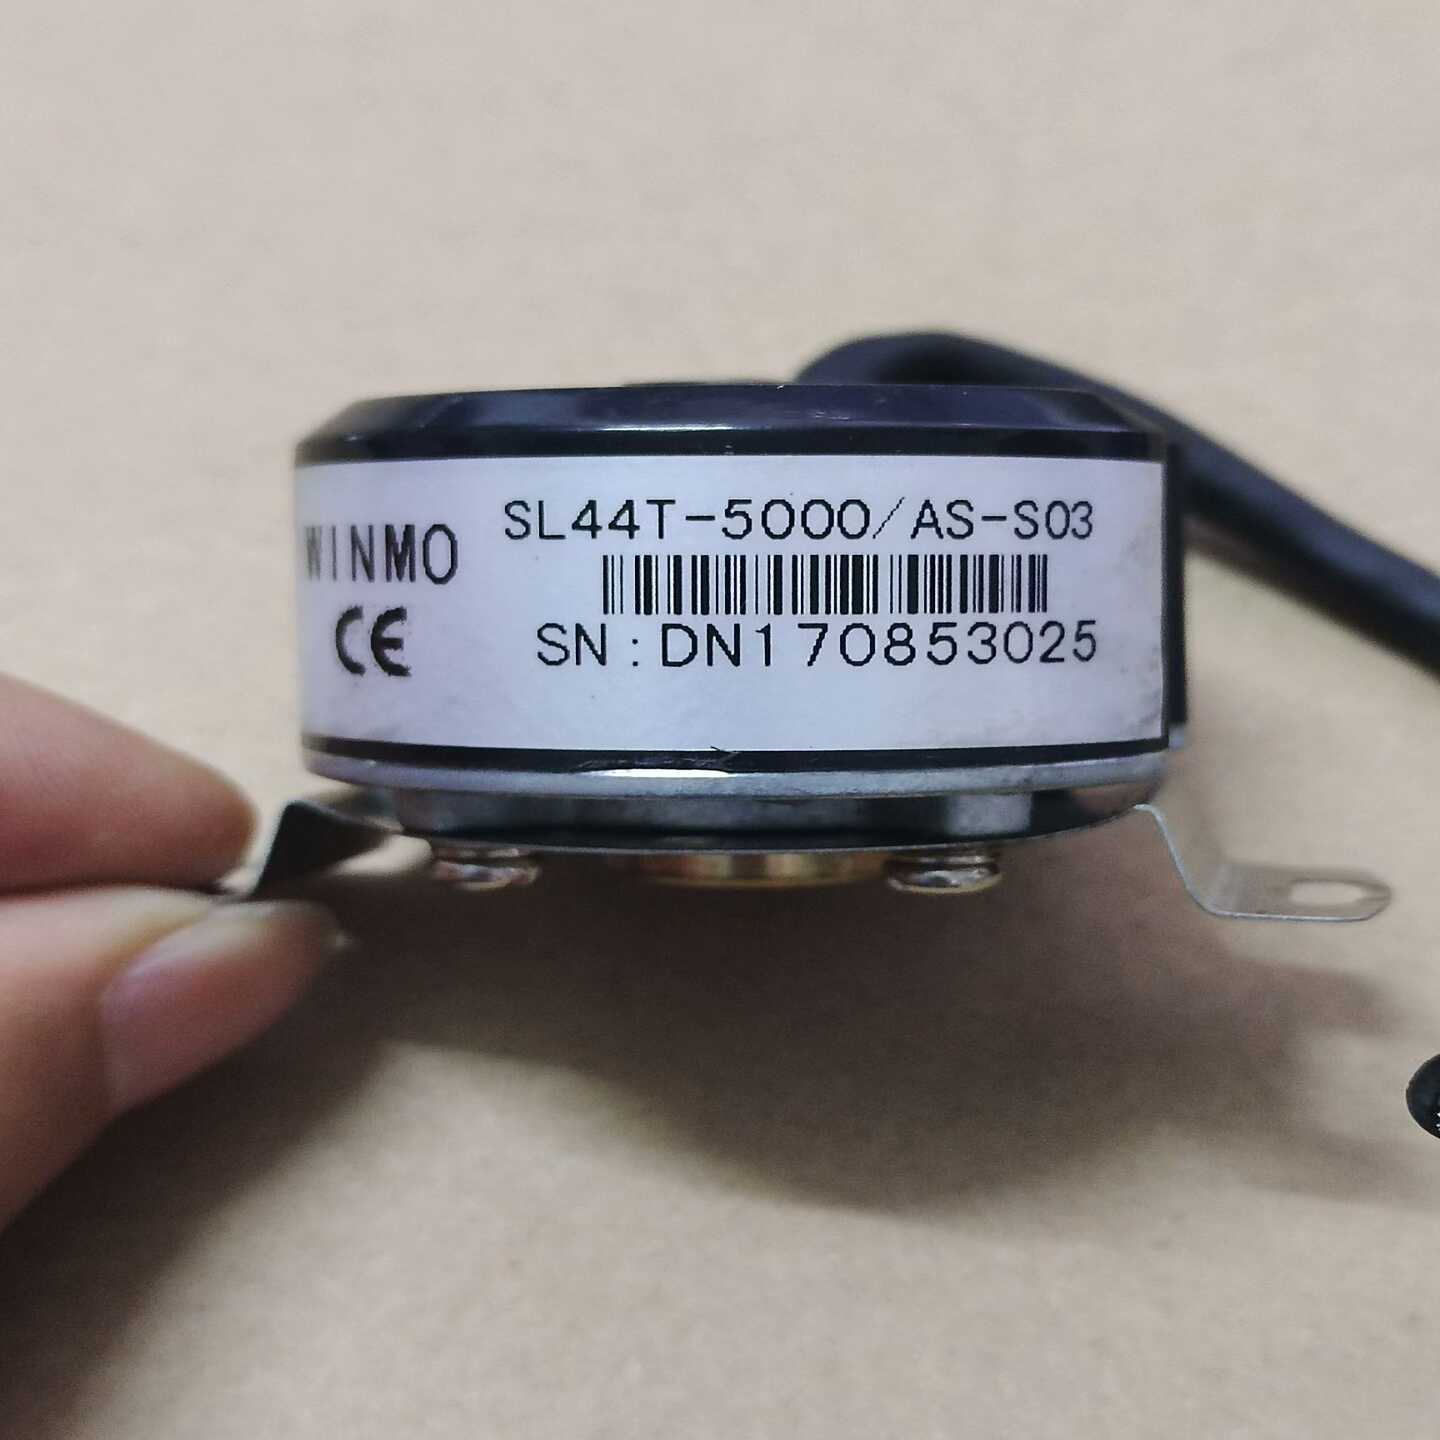 WINMO
CE
SL44T-5000/AS-S03
SN:DN170853025